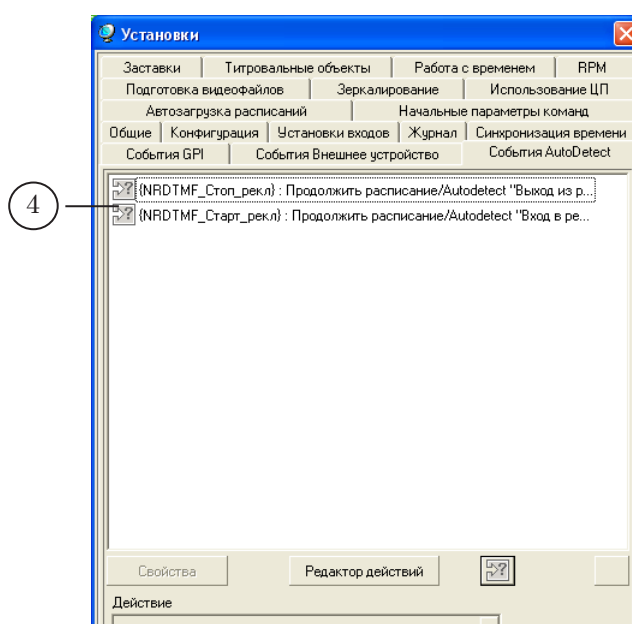 Установки
Заставки Титровальные объекты Работа с временем RPM
Подготовка видеофайлов Зеркалирование Использование ЦП
Автозагрузка расписаний Начальные параметры команд
Общие Конфигурация Установки входов Журнал Синхронизация времени
События GPI События Внешнее устройство События AutoDetect
4
{NRDTMF_Стоп_рекл} : Продолжить расписание/Autodetect "Выход из р...
{NRDTMF_Старт_рекл} : Продолжить расписание/Autodetect "Вход в ре...
Свойства Редактор действий
Действие